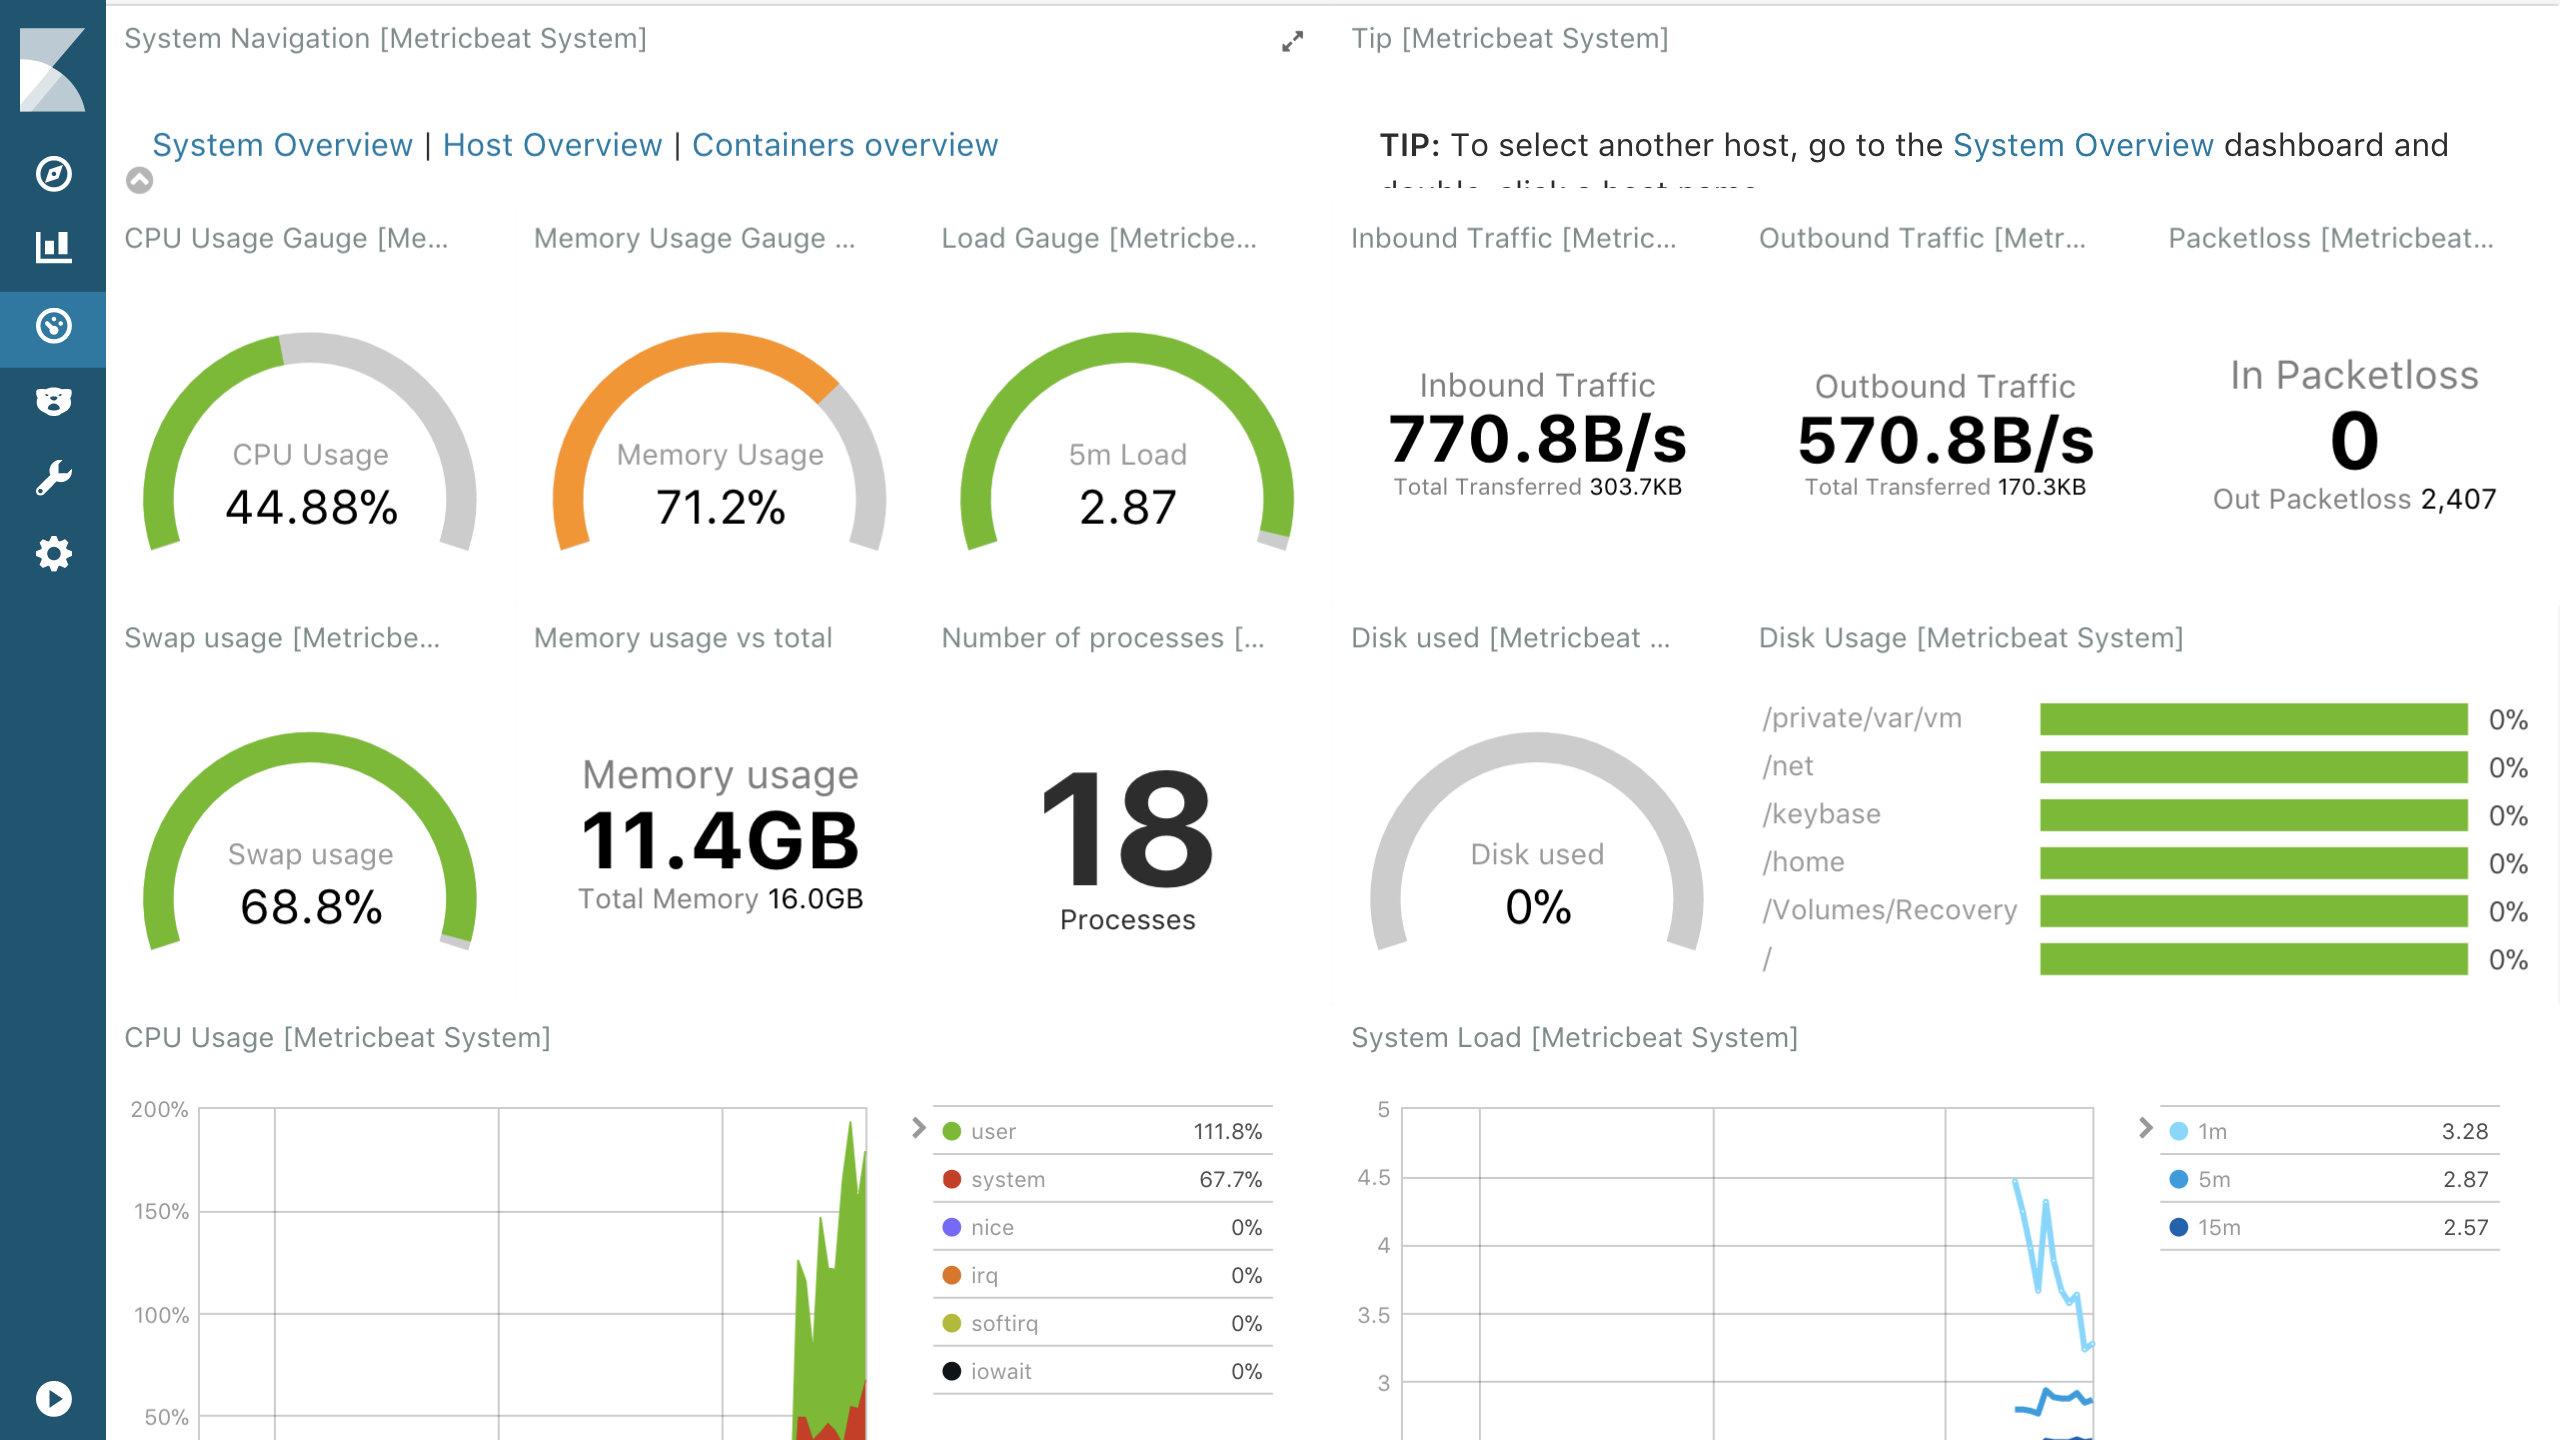 System Navigation [Metricbeat System]
Tip [Metricbeat System]
System Overview | Host Overview | Containers overview
TIP: To select another host, go to the System Overview dashboard and
double-click a host name.
CPU Usage Gauge [Me...
Memory Usage Gauge ...
Load Gauge [Metricbe...
Inbound Traffic [Metric...
Outbound Traffic [Metr...
Packetloss [Metricbeat...
CPU Usage
44.88%
Memory Usage
71.2%
5m Load
2.87
Inbound Traffic
770.8B/s
Total Transferred 303.7KB
Outbound Traffic
570.8B/s
Total Transferred 170.3KB
In Packetloss
0
Out Packetloss 2,407
Swap usage [Metricbe...
Memory usage vs total
Number of processes [...
Disk used [Metricbeat ...
Disk Usage [Metricbeat System]
Swap usage
68.8%
Memory usage
11.4GB
Total Memory 16.0GB
18
Processes
Disk used
0%
/private/var/vm 0%
/net 0%
/keybase 0%
/home 0%
/Volumes/Recovery 0%
/ 0%
CPU Usage [Metricbeat System]
200%
150%
100%
50%
user 111.8%
system 67.7%
nice 0%
irq 0%
softirq 0%
iowait 0%
System Load [Metricbeat System]
5
4.5
4
3.5
3
1m 3.28
5m 2.87
15m 2.57